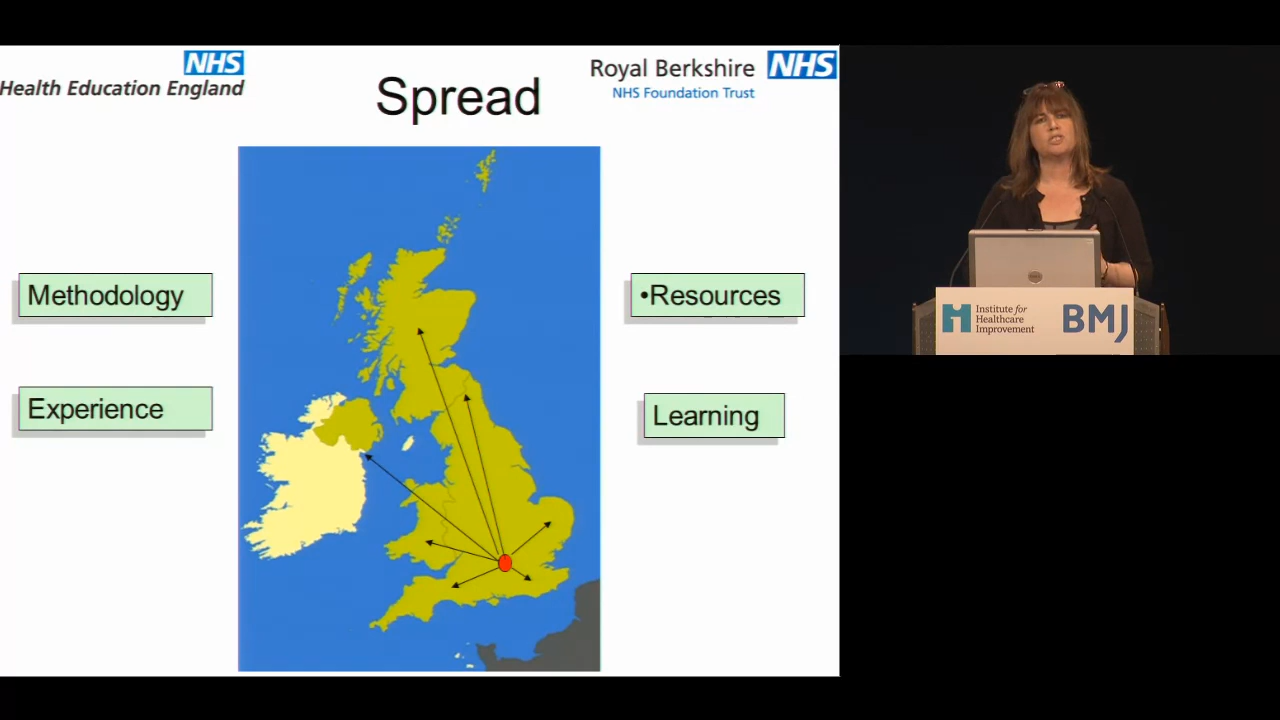 NHS
Health Education England
Spread
Royal Berkshire NHS
NHS Foundation Trust
Methodology
Experience
•Resources
Learning
Institute for
Healthcare
Improvement
BMJ